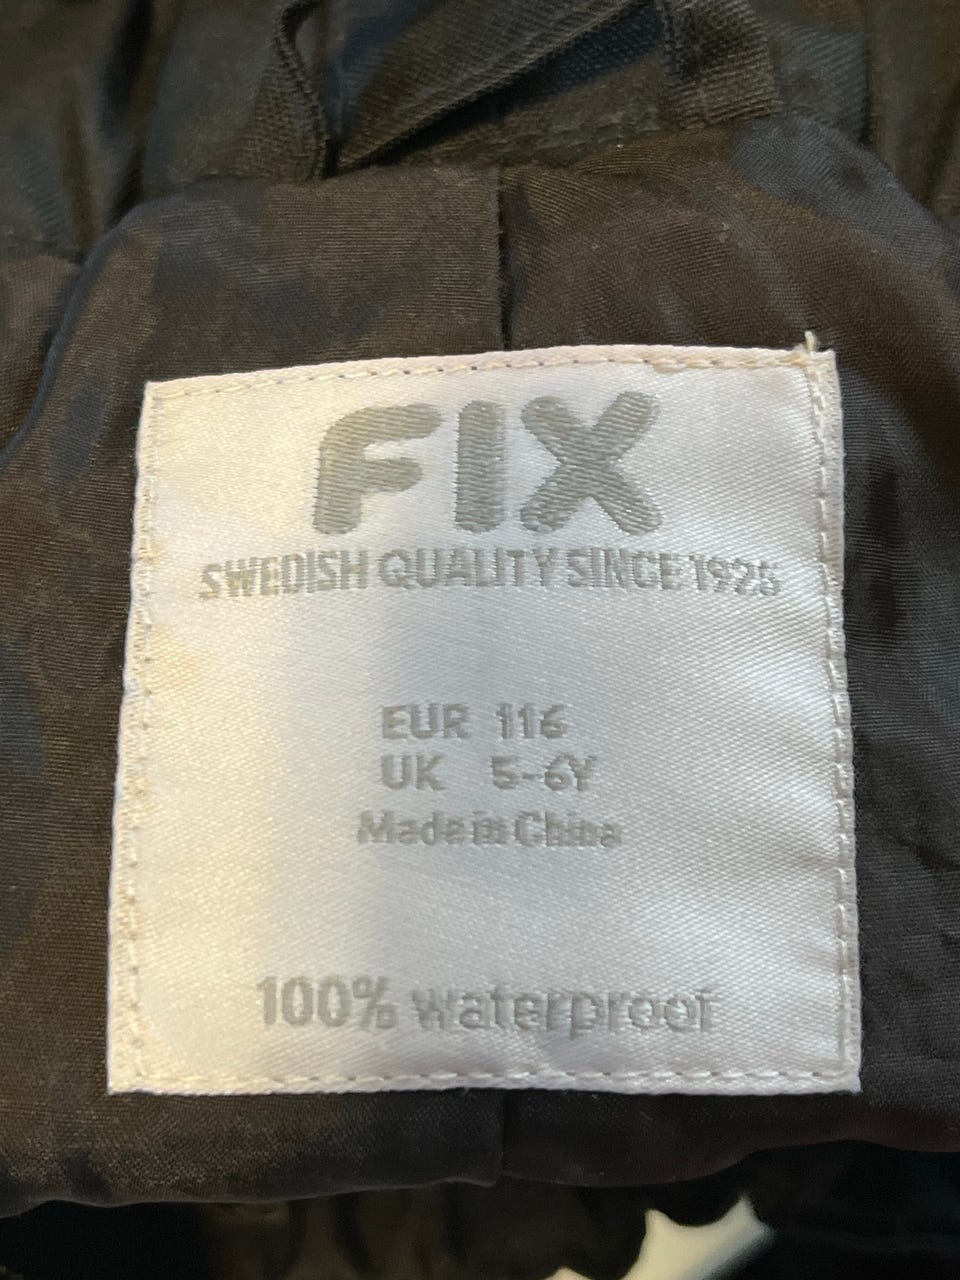 FIX
SWEDISH QUALITY SINCE 1925
EUR 116
UK 5-6Y
Made in China
100% waterproof